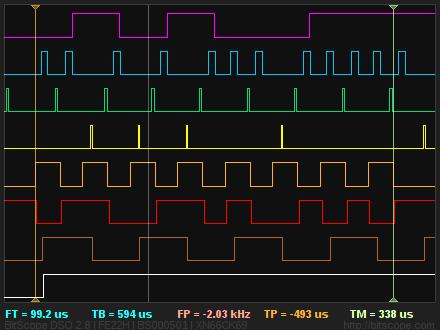 FT = 99.2 us TB = 594 us FP = -2.03 kHz TP = -493 us TM = 338 us
BitScope DSO 2.8 | FE22H | BS000501 | XN66CK69 http://bitscope.com